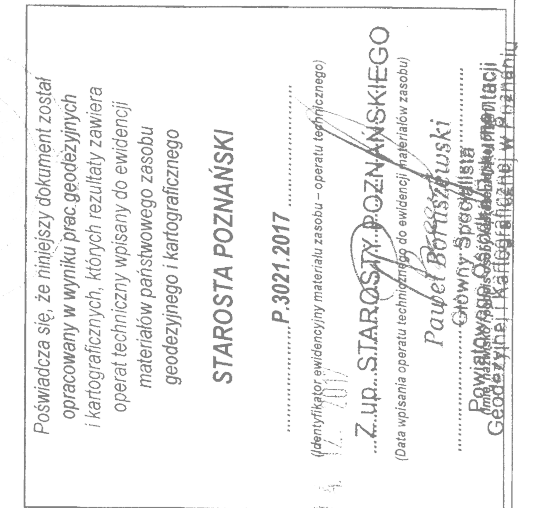 Poświadcza się, że niniejszy dokument został
opracowany w wyniku prac geodezyjnych
i kartograficznych, których rezultaty zawiera
operat techniczny wpisany do ewidencji
materiałów państwowego zasobu
geodezyjnego i kartograficznego
STAROSTA POZNAŃSKI
P.3021.2017
(Identyfikator ewidencyjny materiału zasobu – operatu technicznego)
2017
Z up. STAROSTY POZNAŃSKIEGO
(Data wpisania operatu technicznego do ewidencji materiałów zasobu)
Paweł
Główny Specjalista
Powiatowego Ośrodka Dokumentacji
Geodezyjnej i Kartograficznej w Poznaniu